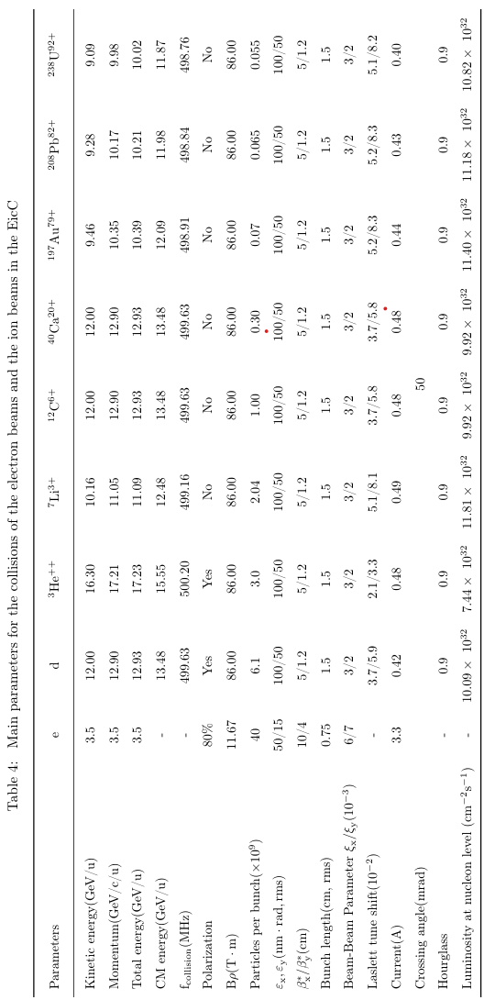 Table 4: Main parameters for the collisions of the electron beams and the ion beams in the EicC
Parameters e d ³He⁺⁺ ⁷Li³⁺ ¹²C⁶⁺ ⁴⁰Ca²⁰⁺ ¹⁹⁷Au⁷⁹⁺ ²⁰⁸Pb⁸²⁺ ²³⁸U⁹²⁺
Kinetic energy(GeV/u) 3.5 12.00 16.30 10.16 12.00 12.00 9.46 9.28 9.09
Momentum(GeV/c/u) 3.5 12.90 17.21 11.05 12.90 12.90 10.35 10.17 9.98
Total energy(GeV/u) 3.5 12.93 17.23 11.09 12.93 12.93 10.39 10.21 10.02
CM energy(GeV/u) - 13.48 15.55 12.48 13.48 13.48 12.09 11.98 11.87
f_collision(MHz) - 499.63 500.20 499.16 499.63 499.63 498.91 498.84 498.76
Polarization 80% Yes Yes No No No No No No
Bρ(T · m) 11.67 86.00 86.00 86.00 86.00 86.00 86.00 86.00 86.00
Particles per bunch(×10⁹) 40 6.1 3.0 2.04 1.00 0.30 0.07 0.065 0.055
εₓ, εᵧ(nm · rad, rms) 50/15 100/50 100/50 100/50 100/50 100/50 100/50 100/50 100/50
β*ₓ/β*ᵧ(cm) 10/4 5/1.2 5/1.2 5/1.2 5/1.2 5/1.2 5/1.2 5/1.2 5/1.2
Bunch length(cm, rms) 0.75 1.5 1.5 1.5 1.5 1.5 1.5 1.5 1.5
Beam-Beam Parameter ξₓ/ξᵧ(10⁻³) 6/7 3/2 3/2 3/2 3/2 3/2 3/2 3/2 3/2
Laslett tune shift(10⁻²) - 3.7/5.9 2.1/3.3 5.1/8.1 3.7/5.8 3.7/5.8 5.2/8.3 5.2/8.3 5.1/8.2
Current(A) 3.3 0.42 0.48 0.49 0.48 0.48 0.44 0.43 0.40
Crossing angle(mrad) 50
Hourglass - 0.9 0.9 0.9 0.9 0.9 0.9 0.9 0.9
Luminosity at nucleon level (cm⁻²s⁻¹) - 10.09 × 10³² 7.44 × 10³² 11.81 × 10³² 9.92 × 10³² 9.92 × 10³² 11.40 × 10³² 11.18 × 10³² 10.82 × 10³²